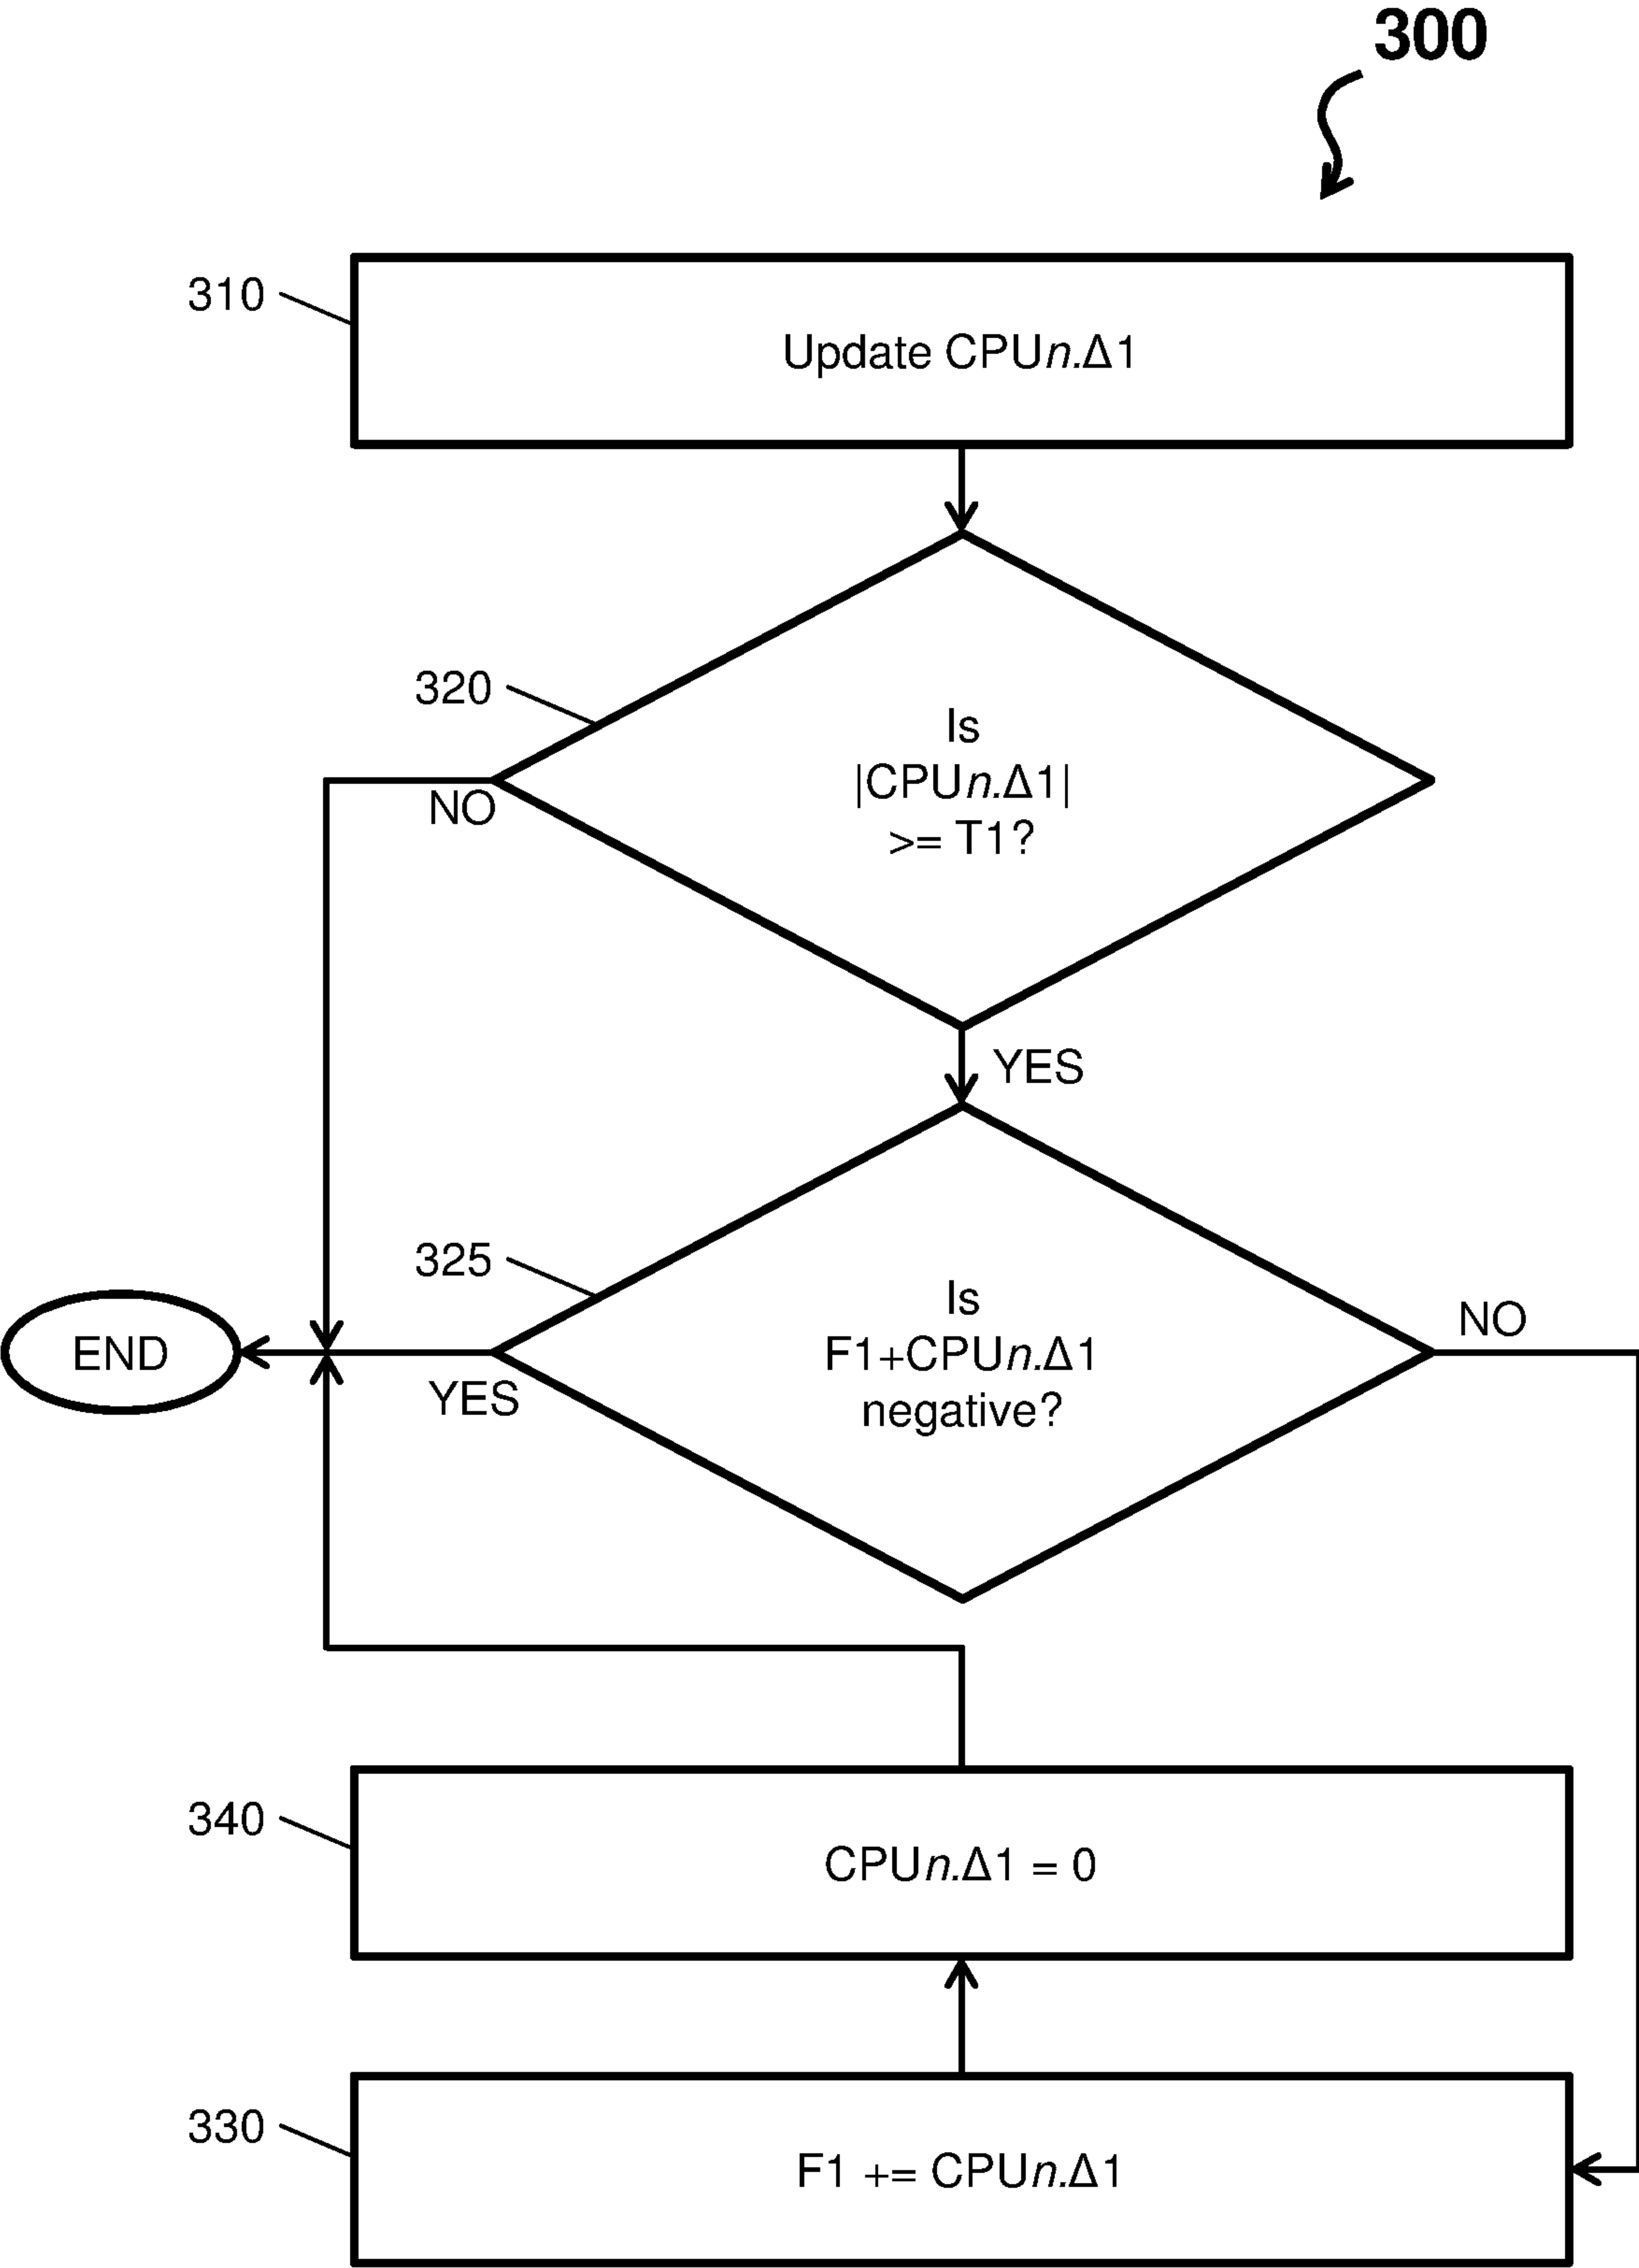 300
310
Update CPUn.Δ1
320
Is
|CPUn.Δ1|
>= T1?
NO
YES
325
Is
F1+CPUn.Δ1
negative?
NO
END
YES
340
CPUn.Δ1 = 0
330
F1 += CPUn.Δ1